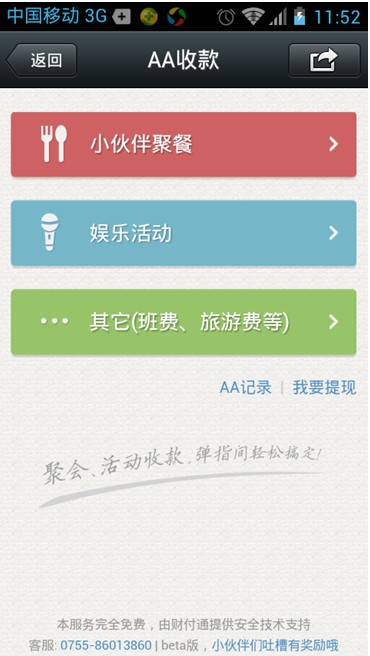 中国移动 3G 11:52
返回 AA收款
小伙伴聚餐
娱乐活动
其它(班费、旅游费等)
AA记录 | 我要提现
聚会、活动收款，弹指间轻松搞定!
本服务完全免费，由财付通提供安全技术支持
客服: 0755-86013860 | beta版，小伙伴们吐槽有奖励哦